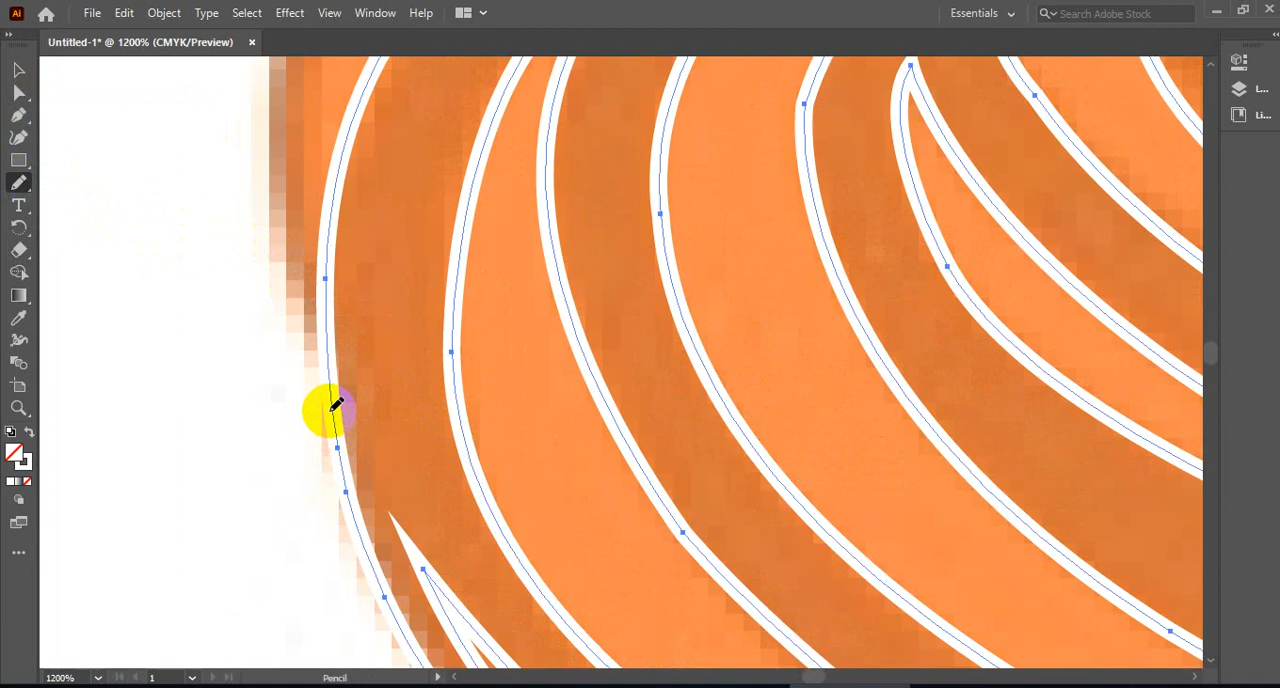 Ai File Edit Object Type Select Effect View Window Help Essentials Search Adobe Stock
Untitled-1* @ 1200% (CMYK/Preview) ×
L...
Li...
T
1200% 1 Pencil